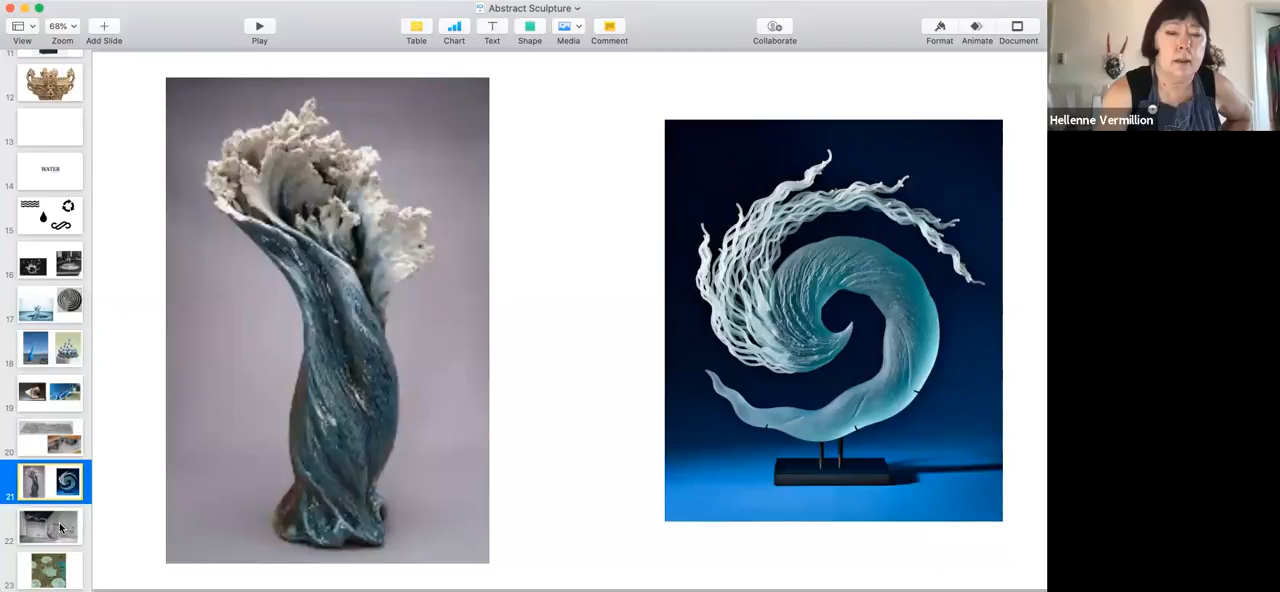 Abstract Sculpture
68%
View
Zoom
Add Slide
Play
Table
Chart
Text
Shape
Media
Comment
Collaborate
Format
Animate
Document
Hellenne Vermillion
11
12
13
WATER
14
15
16
17
18
19
20
21
22
23